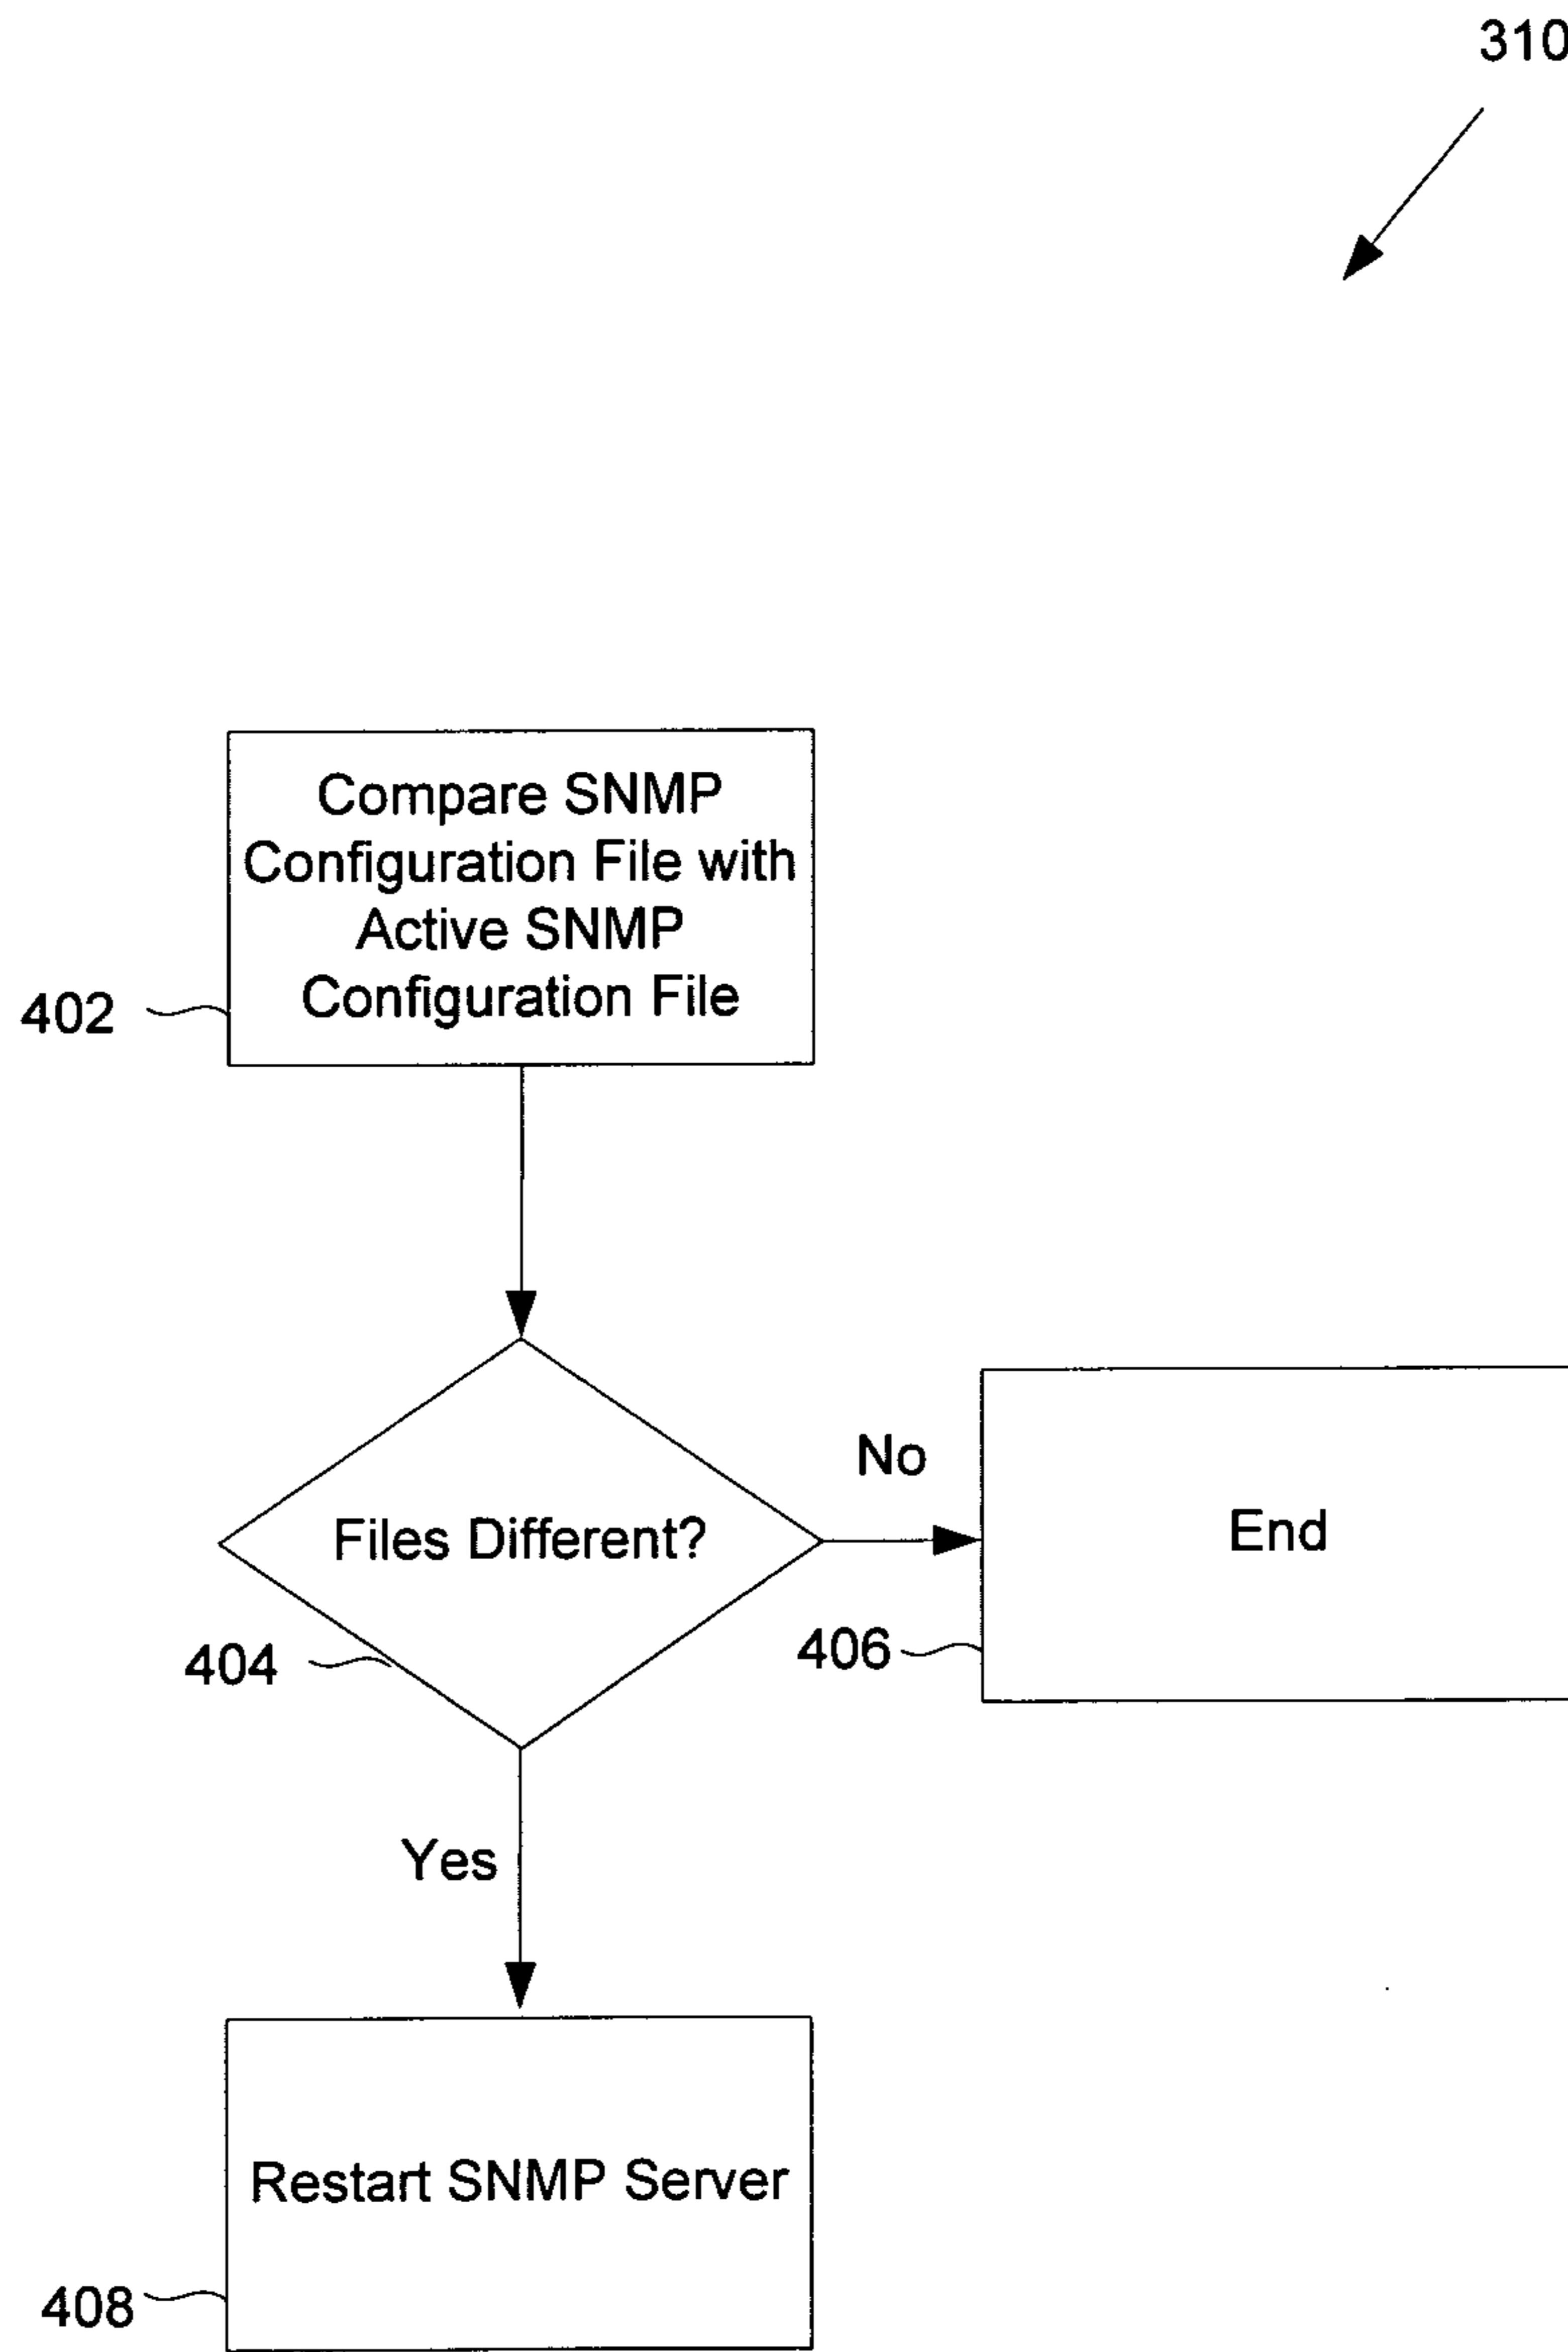 310
Compare SNMP
Configuration File with
Active SNMP
Configuration File
402
No
Files Different?
End
404
406
Yes
Restart SNMP Server
408